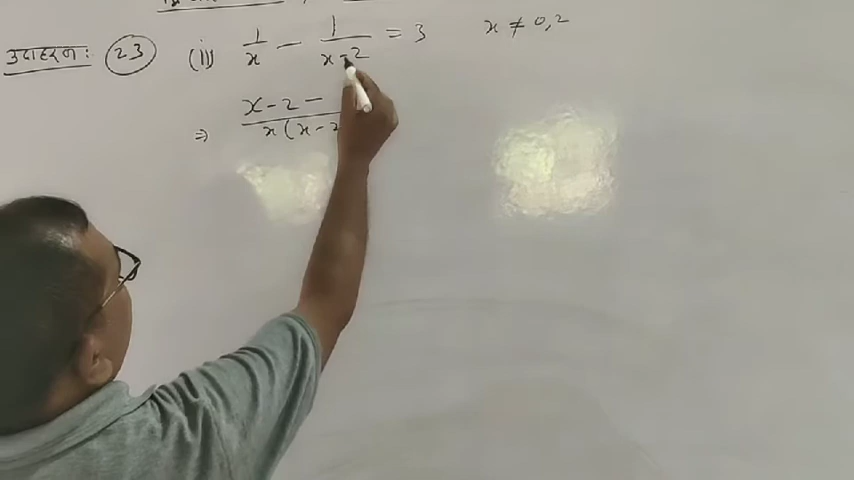 उदाहरण: (23) (ii) 1/x - 1/(x-2) = 3 x ≠ 0,2
⇒ x-2- / x(x-2